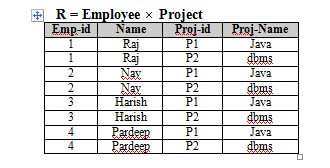 R = Employee × Project
Emp-id Name Proj-id Proj-Name
1 Raj P1 Java
1 Raj P2 dbms
2 Nav P1 Java
2 Nav P2 dbms
3 Harish P1 Java
3 Harish P2 dbms
4 Pardeep P1 Java
4 Pardeep P2 dbms